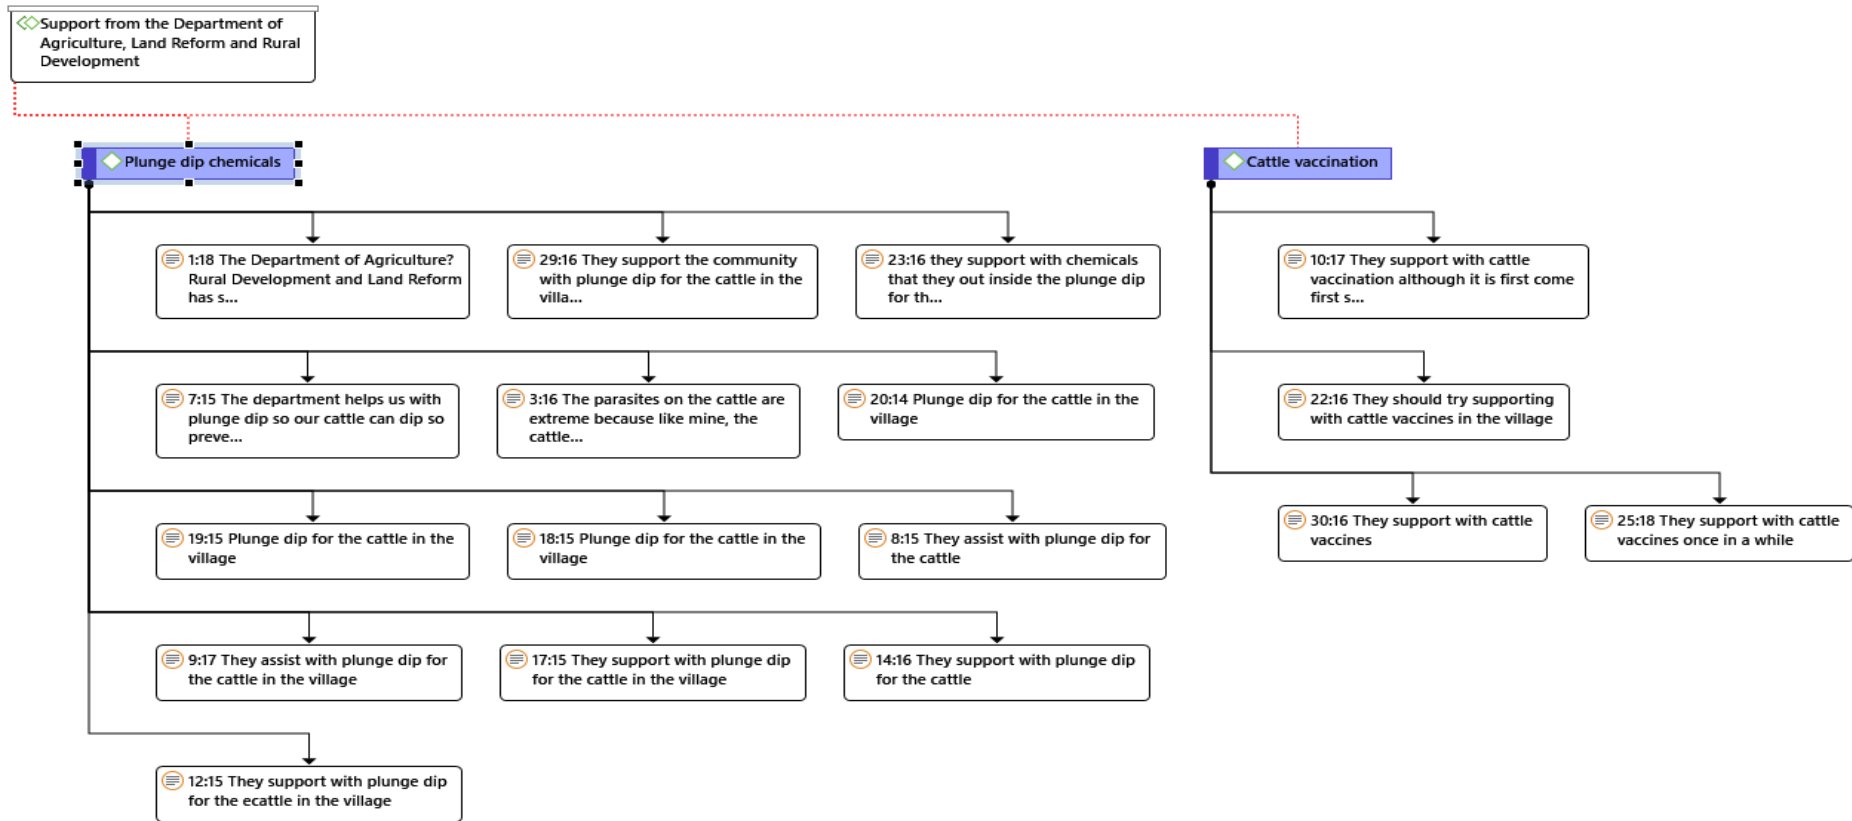 Support from the Department of
Agriculture, Land Reform and Rural
Development
Plunge dip chemicals
Cattle vaccination
1:18 The Department of Agriculture?
Rural Development and Land Reform
has s...
29:16 They support the community
with plunge dip for the cattle in the
villa...
23:16 they support with chemicals
that they out inside the plunge dip
for th...
10:17 They support with cattle
vaccination although it is first come
first s...
7:15 The department helps us with
plunge dip so our cattle can dip so
preve...
3:16 The parasites on the cattle are
extreme because like mine, the
cattle...
20:14 Plunge dip for the cattle in the
village
22:16 They should try supporting
with cattle vaccines in the village
19:15 Plunge dip for the cattle in the
village
18:15 Plunge dip for the cattle in the
village
8:15 They assist with plunge dip for
the cattle
30:16 They support with cattle
vaccines
25:18 They support with cattle
vaccines once in a while
9:17 They assist with plunge dip for
the cattle in the village
17:15 They support with plunge dip
for the cattle in the village
14:16 They support with plunge dip
for the cattle
12:15 They support with plunge dip
for the ecattle in the village